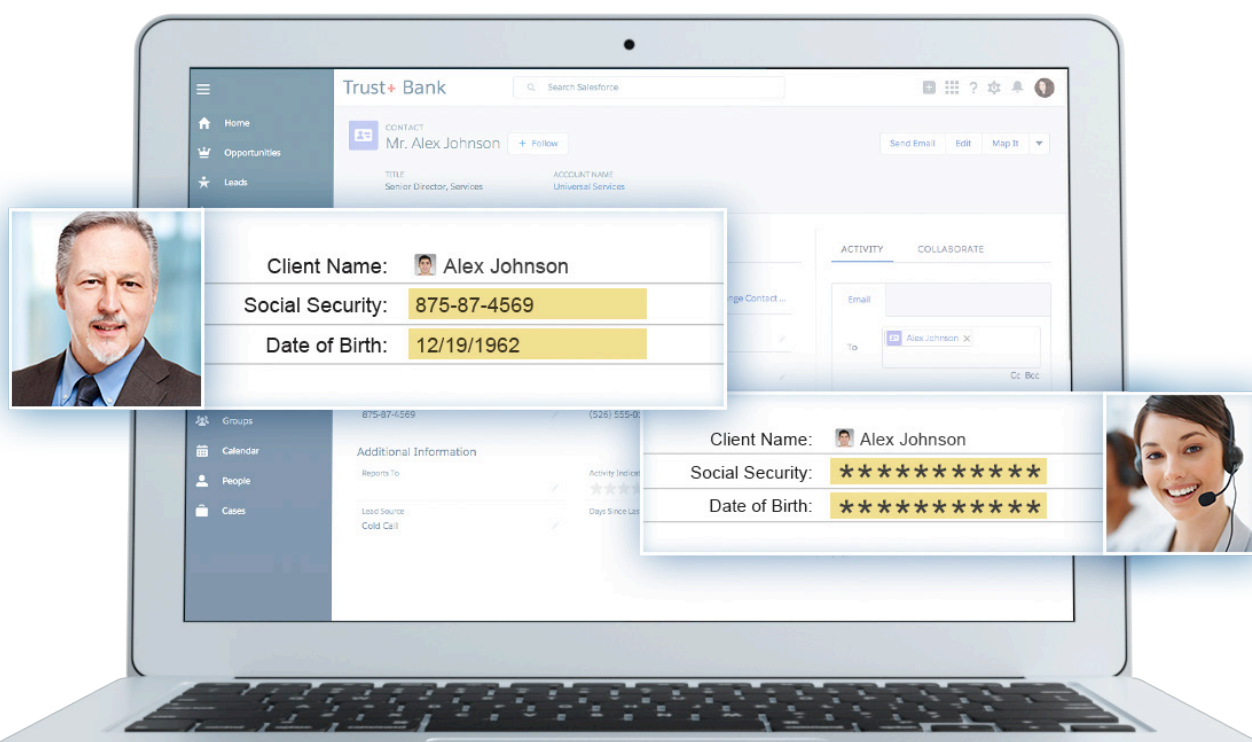 Trust+ Bank
Search Salesforce
Home
Opportunities
Leads
CONTACT
Mr. Alex Johnson
+ Follow
Send Email Edit Map It
TITLE
Senior Director, Services
ACCOUNT NAME
Universal Services
Client Name: Alex Johnson
Social Security: 875-87-4569
Date of Birth: 12/19/1962
ACTIVITY COLLABORATE
Contact ...
Email
To
Alex Johnson
Cc Bcc
Groups
Calendar
People
Cases
875-87-4569
Additional Information
Reports To
Lead Source
Cold Call
Client Name: Alex Johnson
Social Security: ***********
Date of Birth: ***********